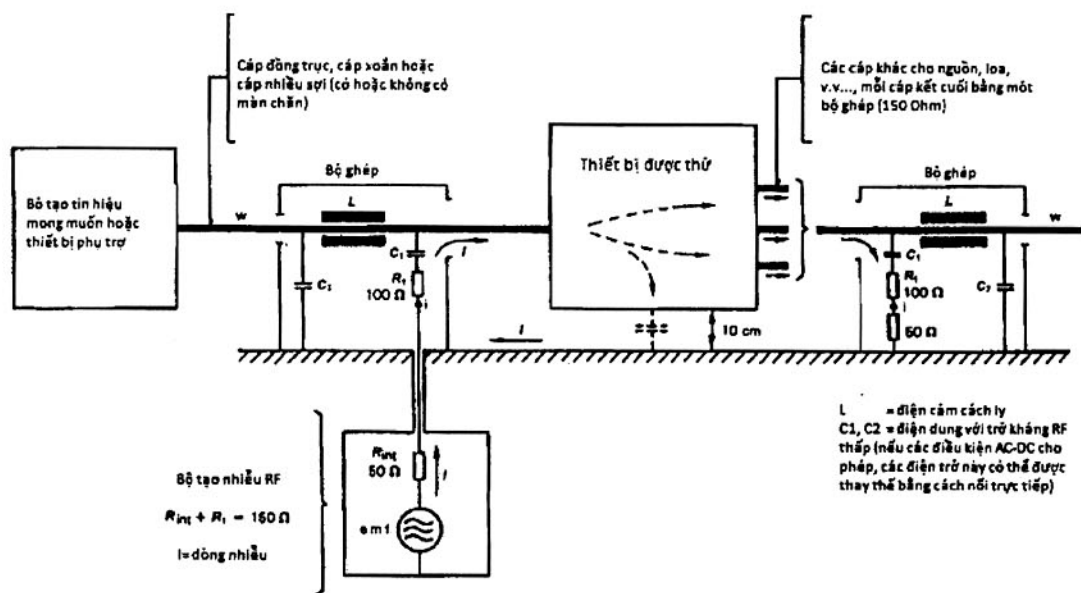 Cáp đồng trục, cáp xoắn hoặc
cáp nhiều sợi (có hoặc không có
màn chắn)
Các cáp khác cho nguồn, loa,
v.v..., mỗi cáp kết cuối bằng mót
bộ ghép (150 Ohm)
Bô tạo tín hiệu
mong muốn hoặc
thiết bị phụ trợ
w
Bộ ghép
L
C1
R1
100 Ω
C2
i
I
Thiết bị được thử
10 cm
I
Bộ ghép
L
w
C1
R1
100 Ω
i
50 Ω
C2
Bộ tạo nhiễu RF
Rint + R1 = 150 Ω
I=dòng nhiễu
Rint
50 Ω
I
emf
L = điện cảm cách ly
C1, C2 = điện dung với trở kháng RF
thấp (nếu các điều kiện AC-DC cho
phép, các điện trở này có thể được
thay thế bằng cách nối trực tiếp)